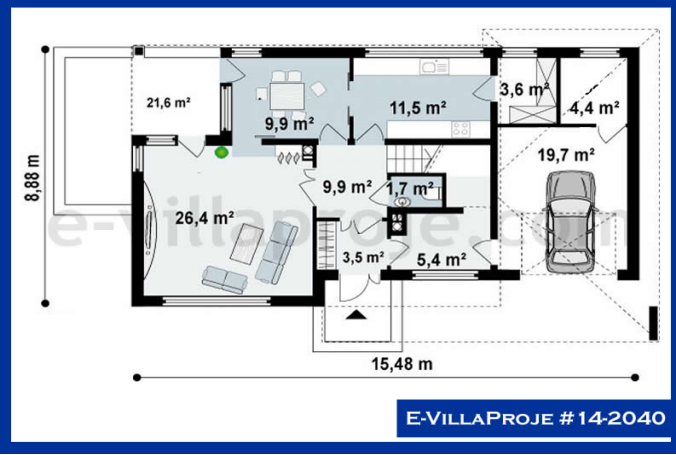 21,6 m²
9,9 m²
11,5 m²
3,6 m²
4,4 m²
19,7 m²
8,88 m
26,4 m²
9,9 m²
1,7 m²
e-villaproje.com
3,5 m²
5,4 m²
15,48 m
E-VILLAPROJE #14-2040